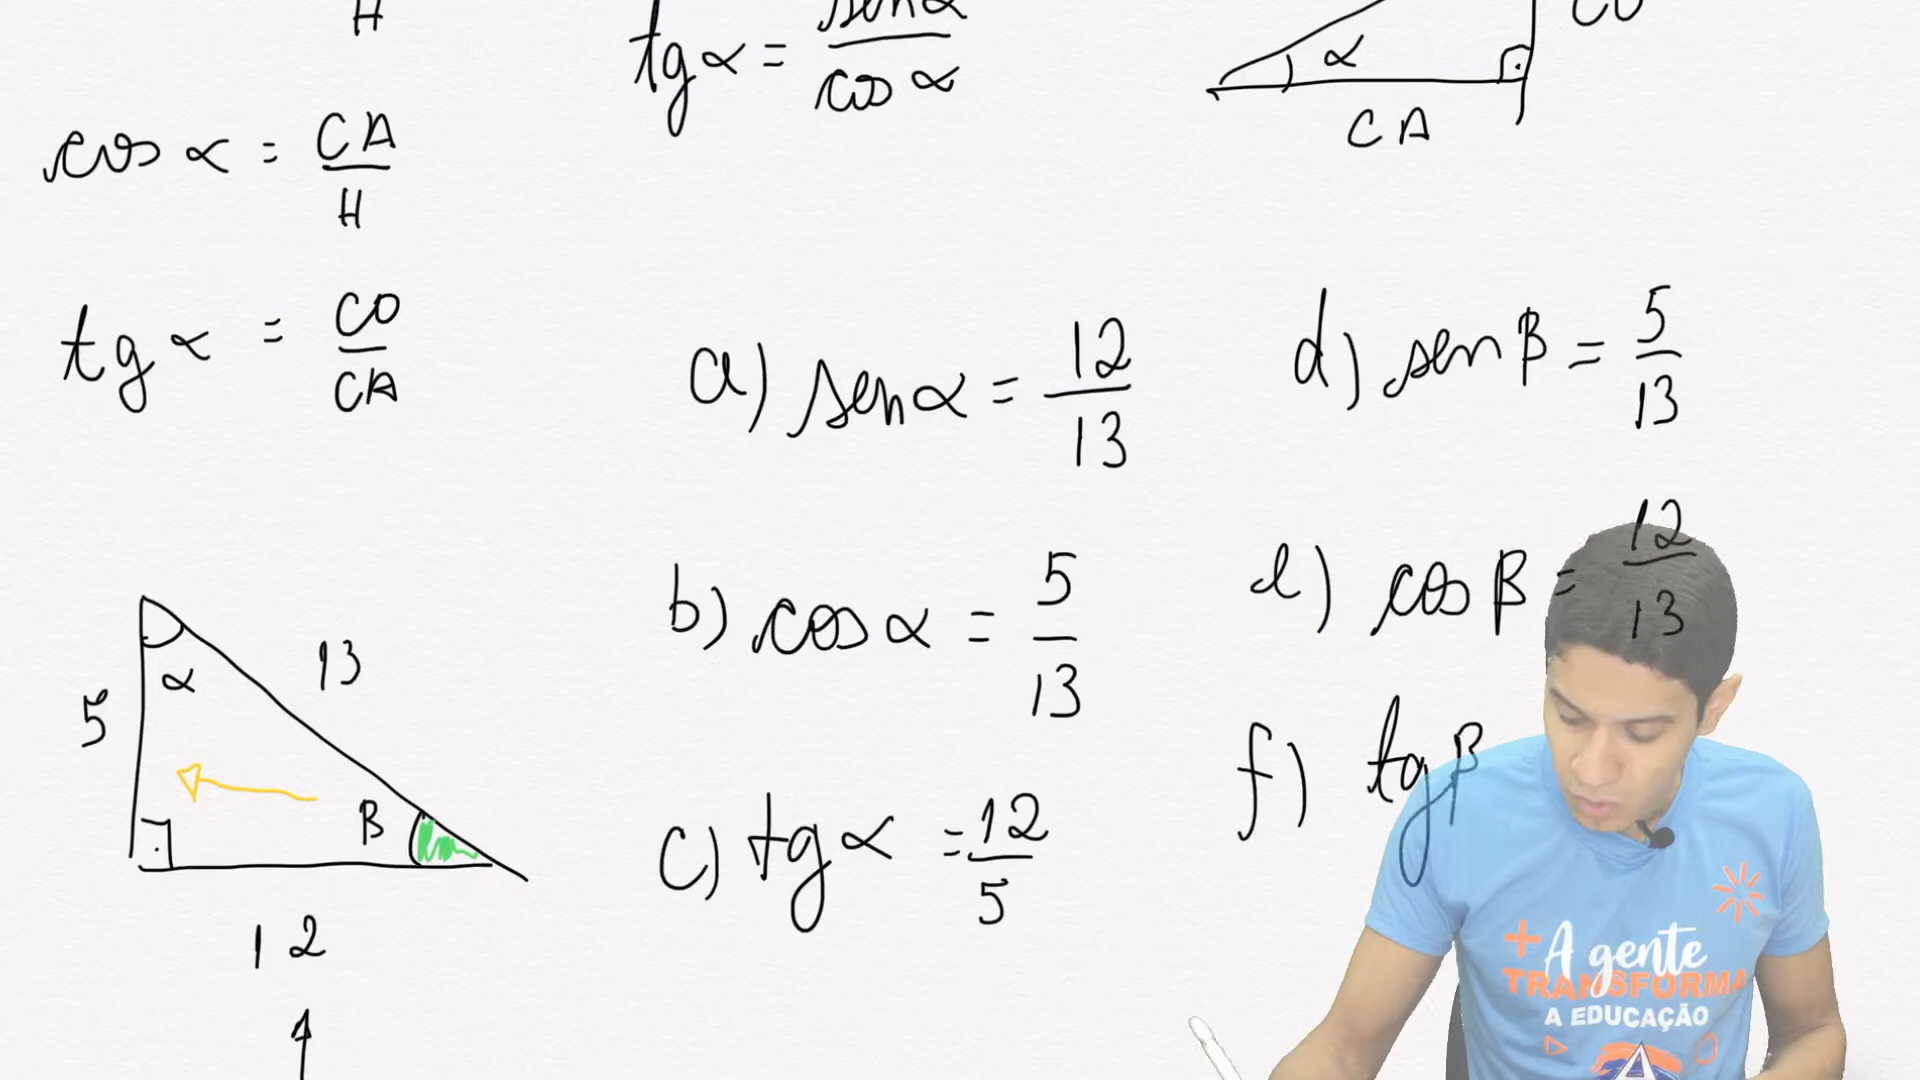 H
tg α = sen α / cos α
CO
α
CA
cos α = CA / H
tg α = CO / CA
a) sen α = 12 / 13
b) cos α = 5 / 13
c) tg α = 12 / 5
d) sen β = 5 / 13
e) cos β = 12 / 13
f) tg β
α
13
5
β
12
+
A gente
TRANSFORMA
A EDUCAÇÃO